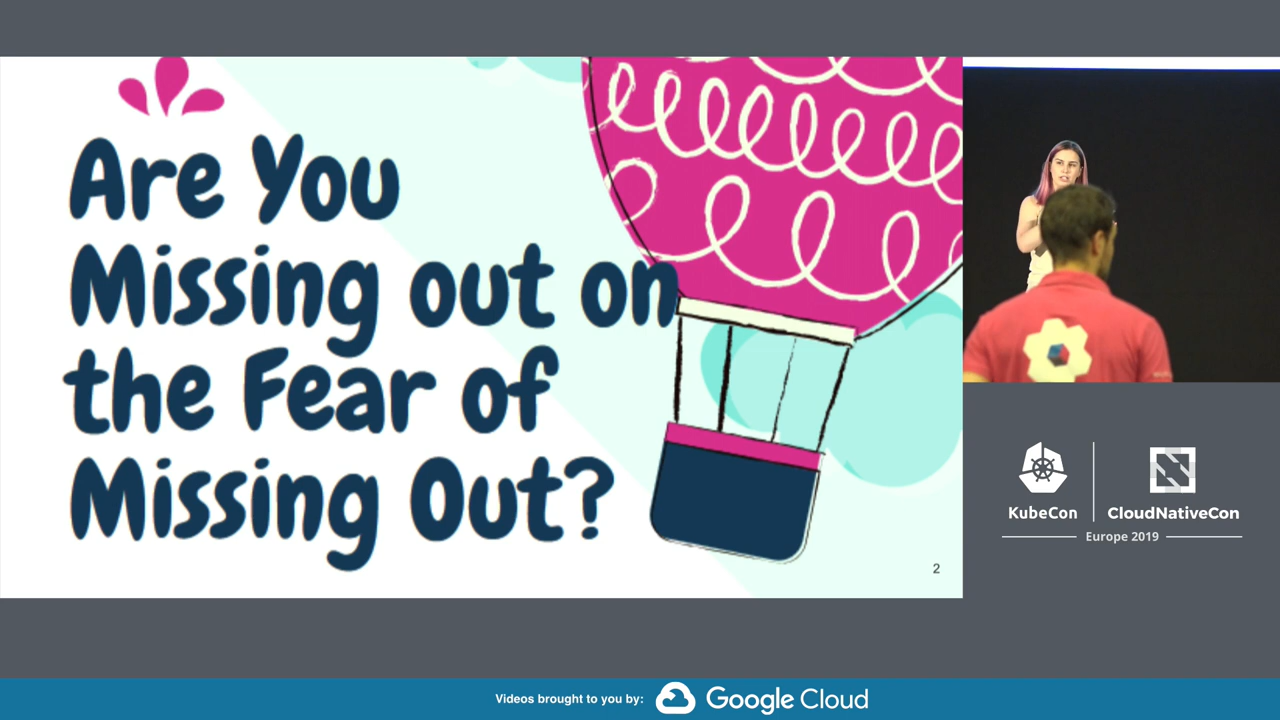 Are You
Missing out on
the Fear of
Missing Out?
2
KubeCon
CloudNativeCon
Europe 2019
Videos brought to you by:
Google Cloud